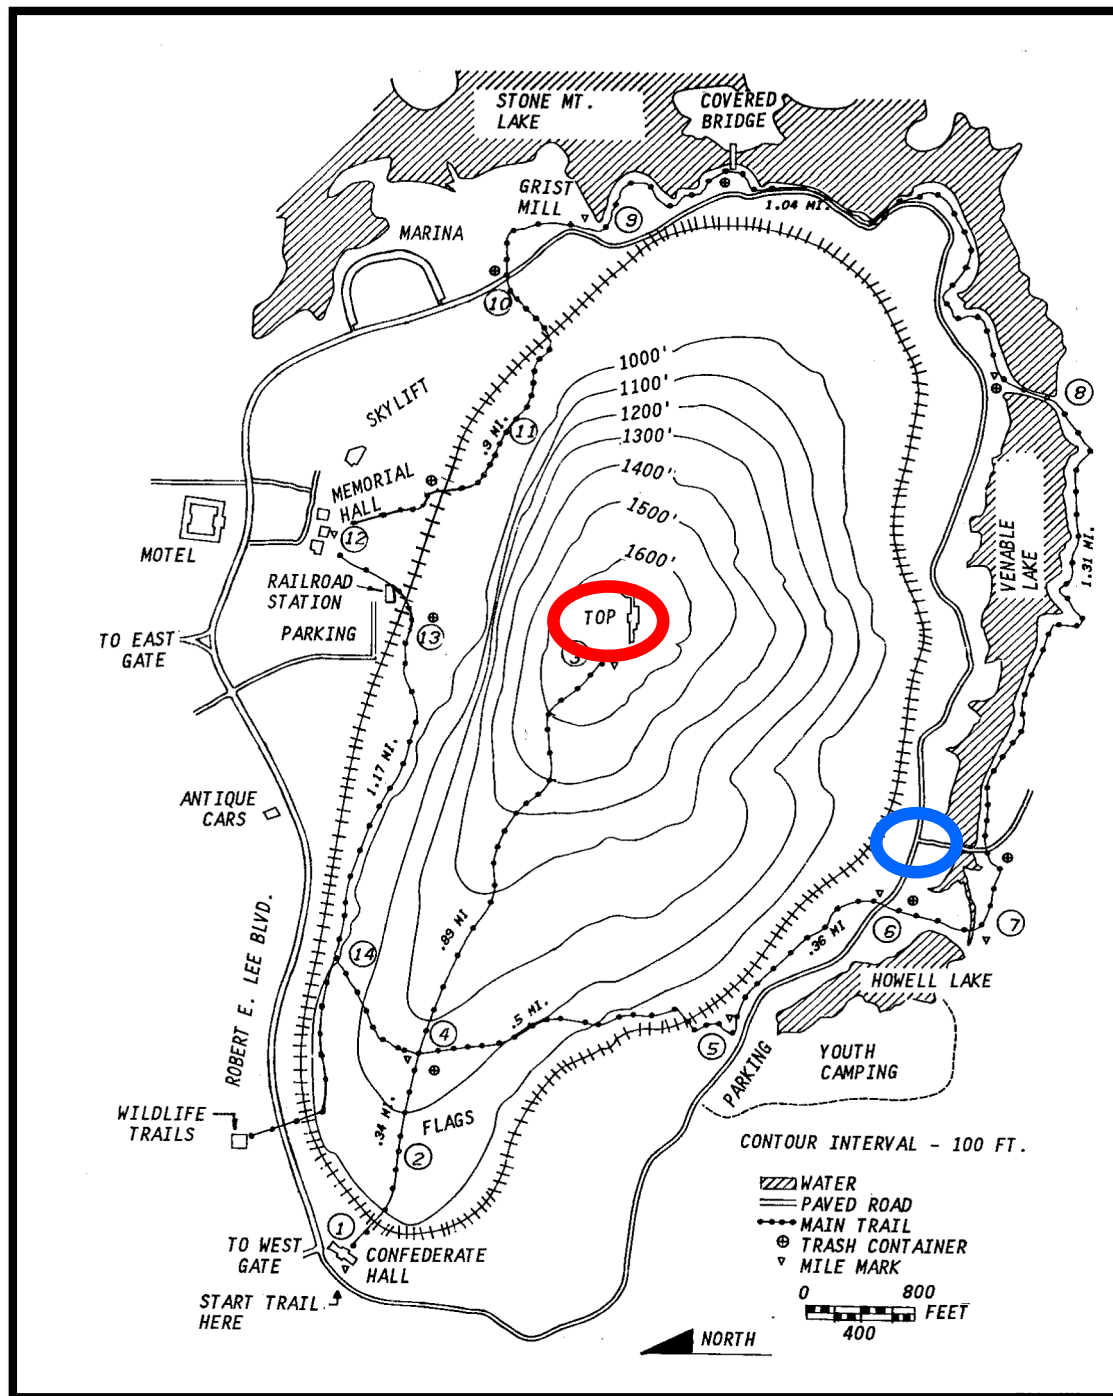 STONE MT.
LAKE
COVERED
BRIDGE
GRIST
MILL
9
1.04 MI.
MARINA
10
8
1000'
1100'
1200'
1300'
1400'
1500'
1600'
SKYLIFT
11
.9 MI.
MEMORIAL
HALL
12
MOTEL
VENABLE
LAKE
1.31 MI.
RAILROAD
STATION
PARKING
13
TOP
3
TO EAST
GATE
1.17 MI.
ANTIQUE
CARS
ROBERT E. LEE BLVD.
.89 MI
14
6
7
.36 MI
HOWELL LAKE
4
.5 MI.
5
PARKING
YOUTH
CAMPING
WILDLIFE
TRAILS
.34 MI.
FLAGS
2
CONTOUR INTERVAL - 100 FT.
WATER
PAVED ROAD
MAIN TRAIL
TRASH CONTAINER
MILE MARK
1
TO WEST
GATE
CONFEDERATE
HALL
START TRAIL
HERE
0 800
FEET
400
NORTH